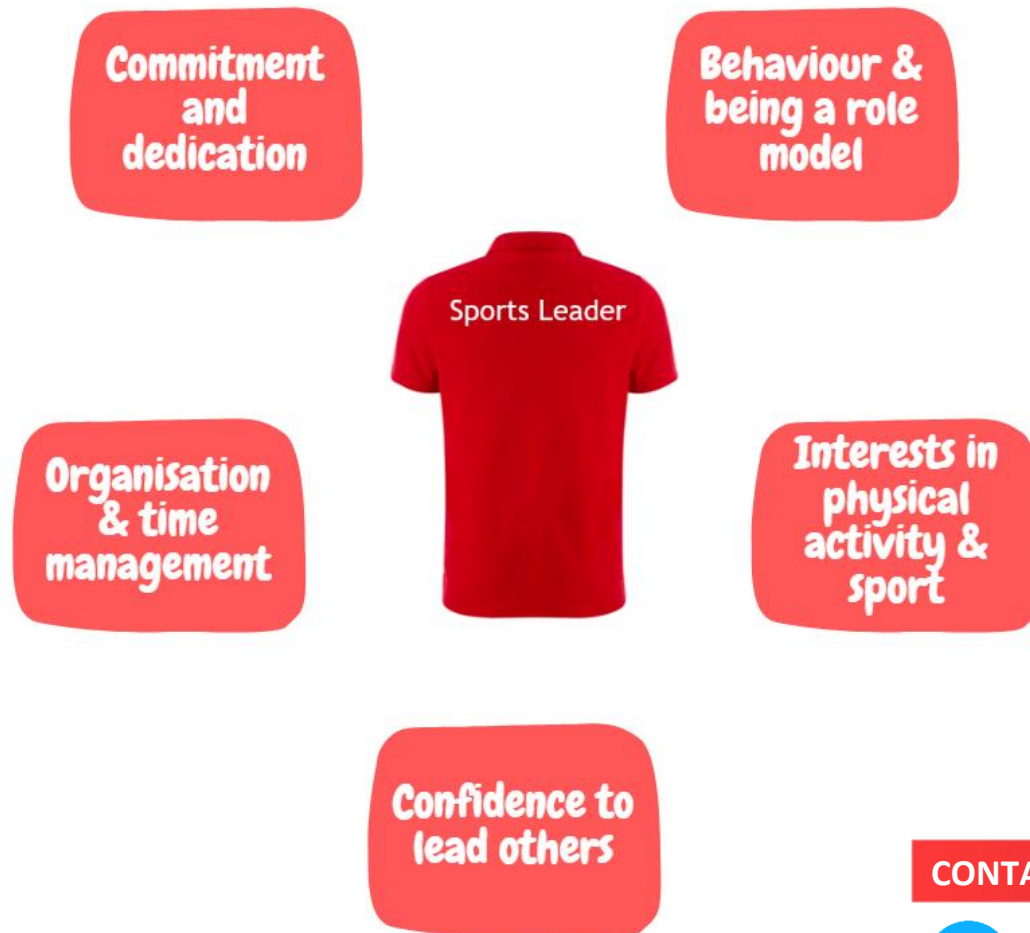 Commitment
and
dedication
Behaviour &
being a role
model
Sports Leader
Organisation
& time
management
Interests in
physical
activity &
sport
Confidence to
lead others